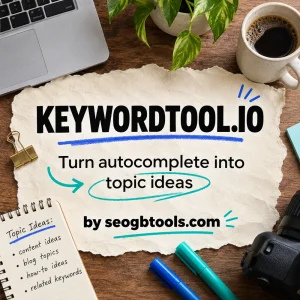 KEYWORDTOOL.IO
Turn autocomplete into
topic ideas
by seogbtools.com
Topic Ideas:
• content ideas
• blog topics
• how-to ideas
• related keywords